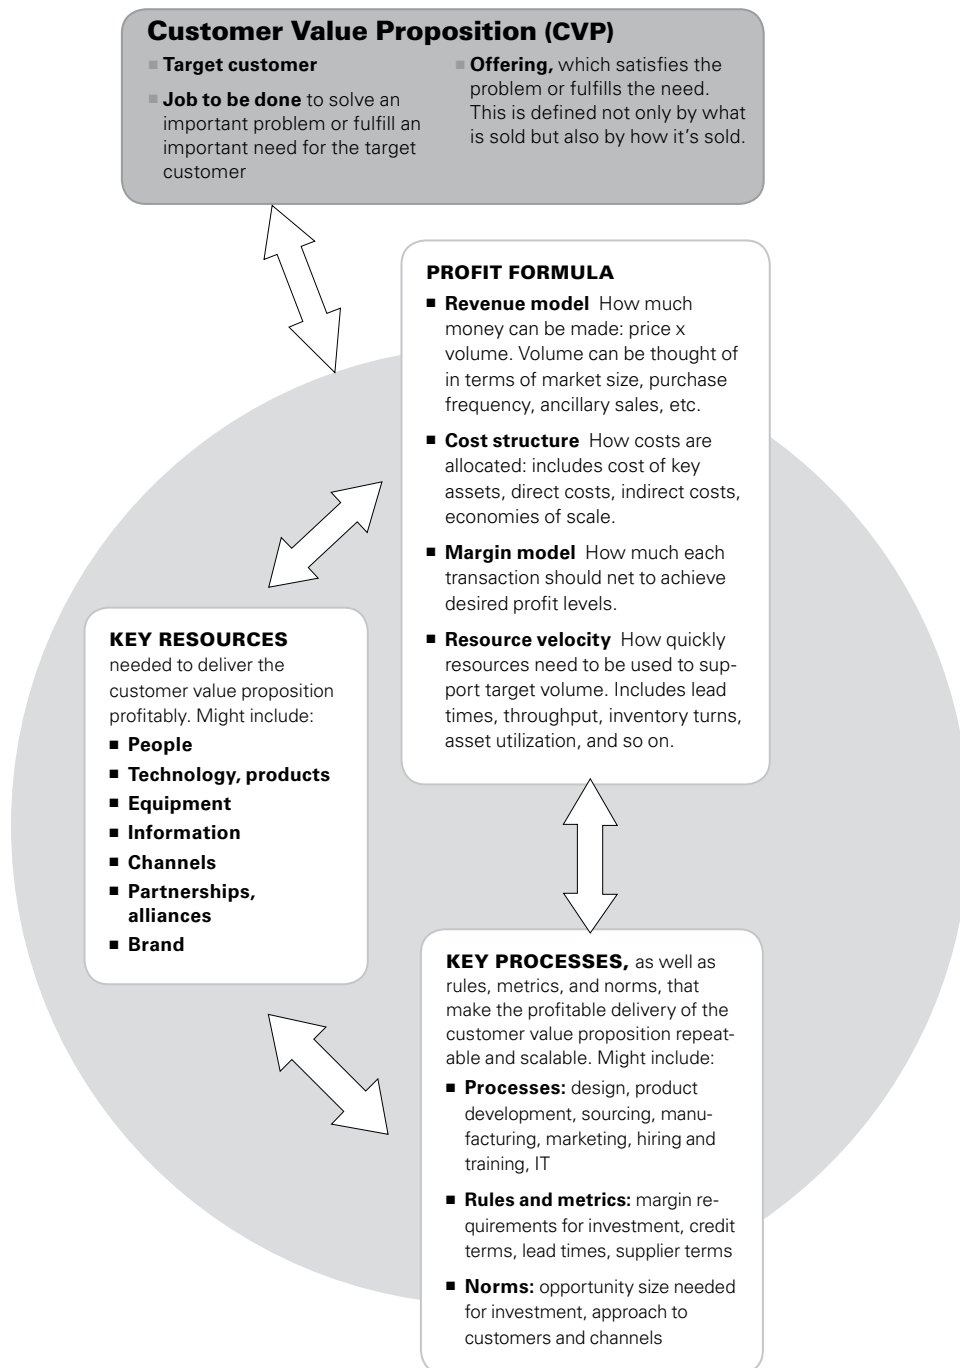 Customer Value Proposition (CVP)
■ Target customer
■ Job to be done to solve an
important problem or fulfill an
important need for the target
customer
■ Offering, which satisfies the
problem or fulfills the need.
This is defined not only by what
is sold but also by how it's sold.
PROFIT FORMULA
■ Revenue model How much
money can be made: price x
volume. Volume can be thought of
in terms of market size, purchase
frequency, ancillary sales, etc.
■ Cost structure How costs are
allocated: includes cost of key
assets, direct costs, indirect costs,
economies of scale.
■ Margin model How much each
transaction should net to achieve
desired profit levels.
■ Resource velocity How quickly
resources need to be used to sup-
port target volume. Includes lead
times, throughput, inventory turns,
asset utilization, and so on.
KEY RESOURCES
needed to deliver the
customer value proposition
profitably. Might include:
■ People
■ Technology, products
■ Equipment
■ Information
■ Channels
■ Partnerships,
alliances
■ Brand
KEY PROCESSES, as well as
rules, metrics, and norms, that
make the profitable delivery of the
customer value proposition repeat-
able and scalable. Might include:
■ Processes: design, product
development, sourcing, manu-
facturing, marketing, hiring and
training, IT
■ Rules and metrics: margin re-
quirements for investment, credit
terms, lead times, supplier terms
■ Norms: opportunity size needed
for investment, approach to
customers and channels